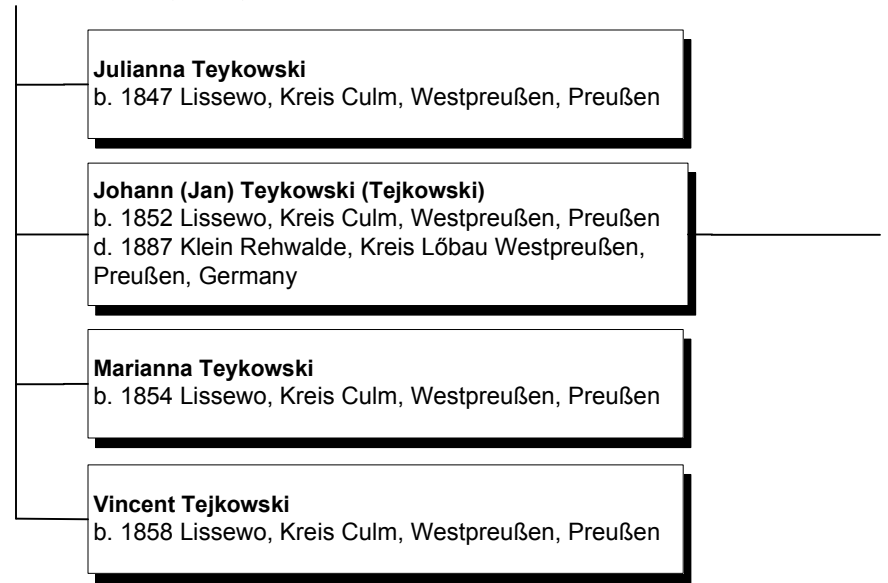 Julianna Teykowski
b. 1847 Lissewo, Kreis Culm, Westpreußen, Preußen
Johann (Jan) Teykowski (Tejkowski)
b. 1852 Lissewo, Kreis Culm, Westpreußen, Preußen
d. 1887 Klein Rehwalde, Kreis Lőbau Westpreußen,
Preußen, Germany
Marianna Teykowski
b. 1854 Lissewo, Kreis Culm, Westpreußen, Preußen
Vincent Tejkowski
b. 1858 Lissewo, Kreis Culm, Westpreußen, Preußen